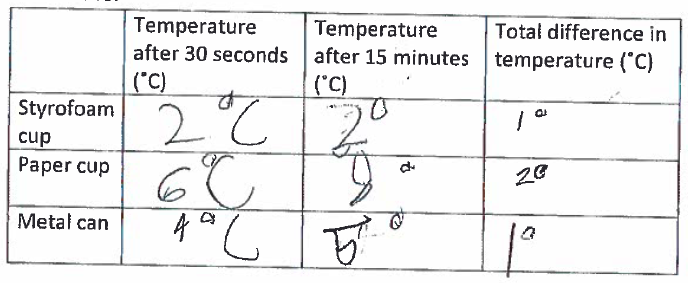 Temperature after 30 seconds (°C)
Temperature after 15 minutes (°C)
Total difference in temperature (°C)
Styrofoam cup
2°C
2°
1°
Paper cup
6°C
2°
Metal can
4°C
5°
1°